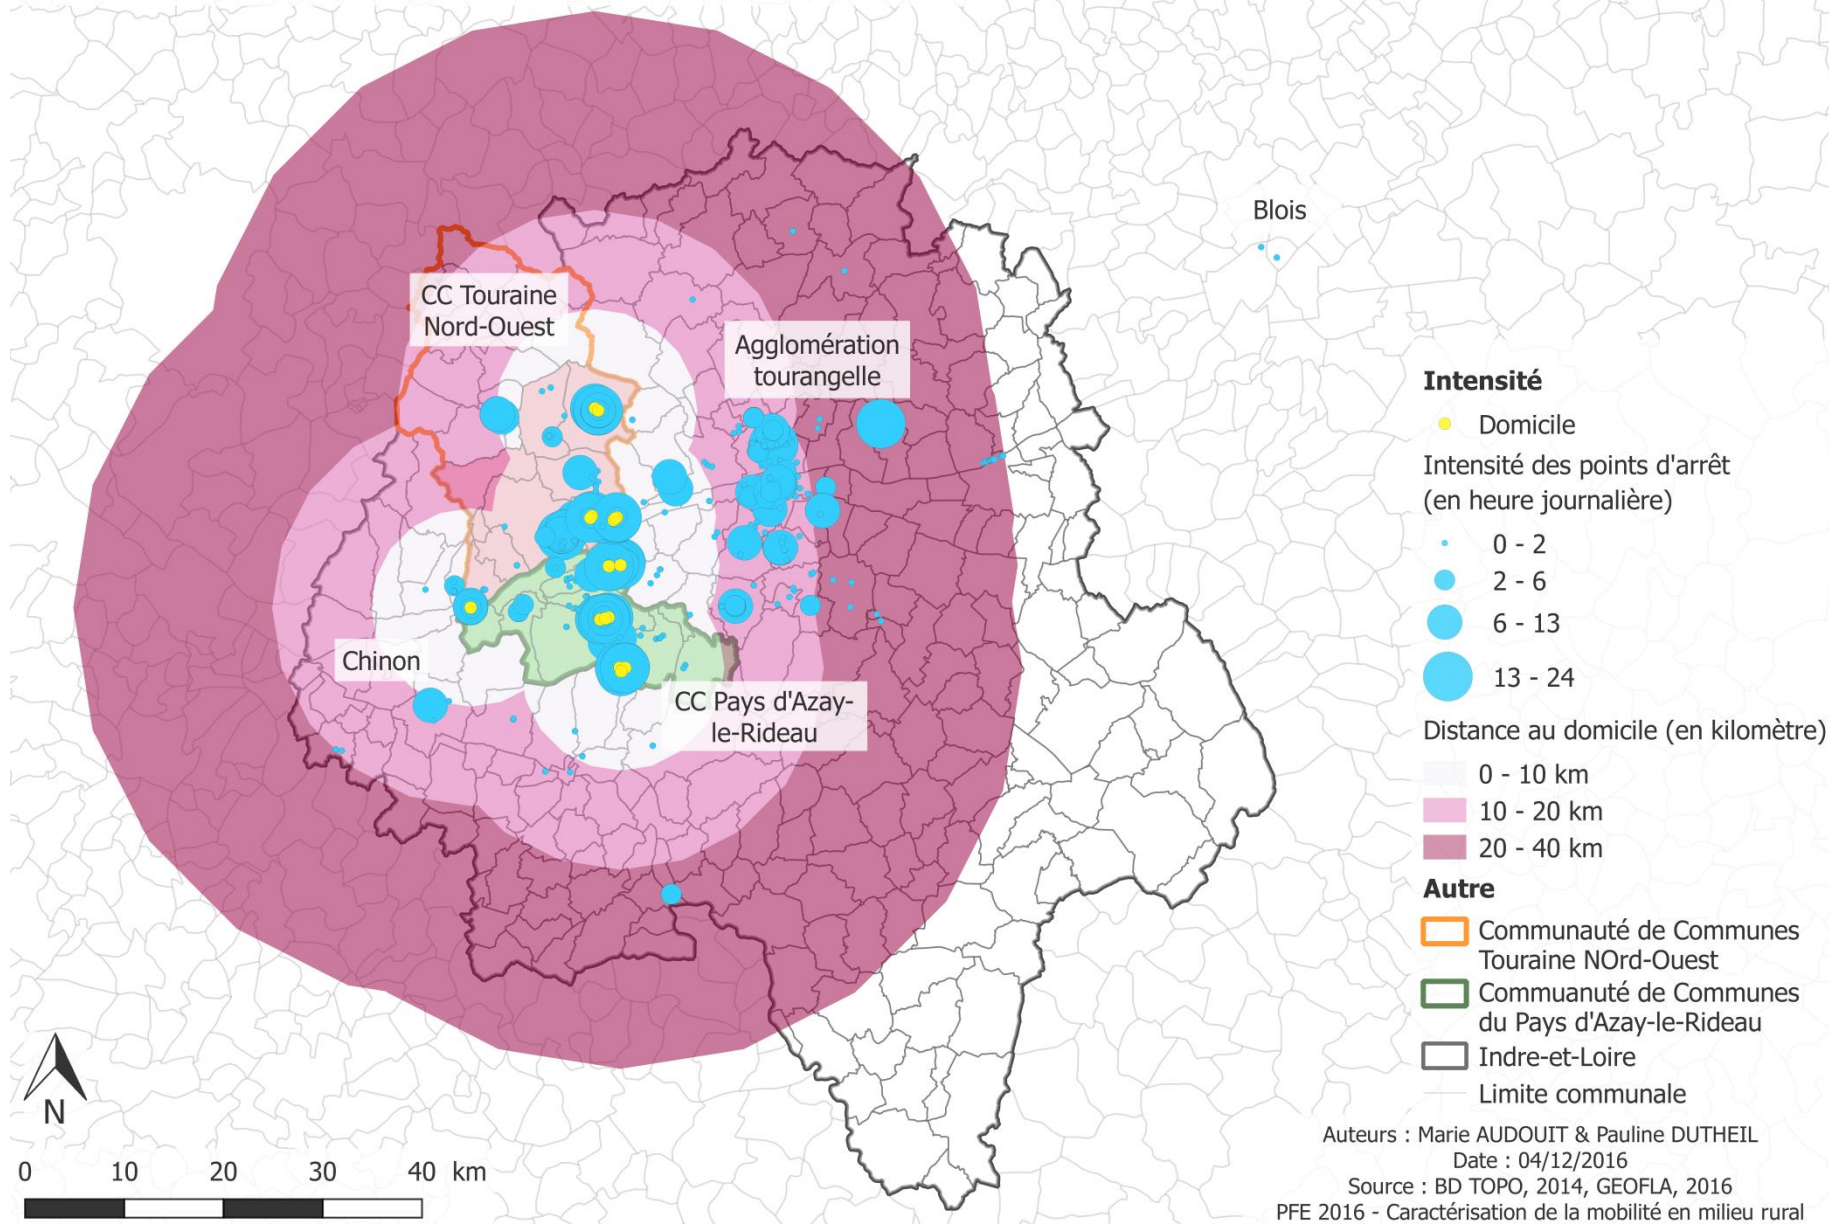 Blois
CC Touraine
Nord-Ouest
Agglomération
tourangelle
Chinon
CC Pays d'Azay-
le-Rideau
Intensité
Domicile
Intensité des points d'arrêt
(en heure journalière)
0 - 2
2 - 6
6 - 13
13 - 24
Distance au domicile (en kilomètre)
0 - 10 km
10 - 20 km
20 - 40 km
Autre
Communauté de Communes
Touraine NOrd-Ouest
Commuanuté de Communes
du Pays d'Azay-le-Rideau
Indre-et-Loire
Limite communale
N
0 10 20 30 40 km
Auteurs : Marie AUDOUIT & Pauline DUTHEIL
Date : 04/12/2016
Source : BD TOPO, 2014, GEOFLA, 2016
PFE 2016 - Caractérisation de la mobilité en milieu rural